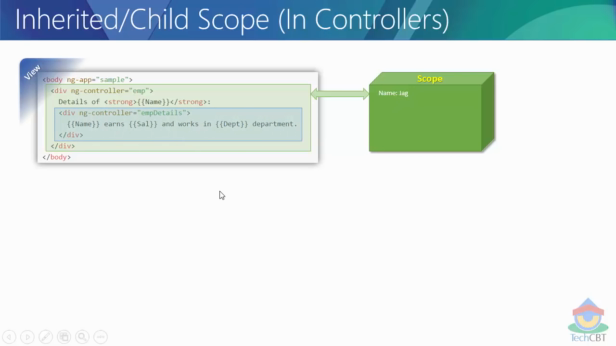 Inherited/Child Scope (In Controllers)
View
<body ng-app="sample">
<div ng-controller="emp">
Details of <strong>{{Name}}</strong>:
<div ng-controller="empDetails">
{{Name}} earns {{Sal}} and works in {{Dept}} department.
</div>
</div>
</body>
Scope
Name: Jag
TechCBT